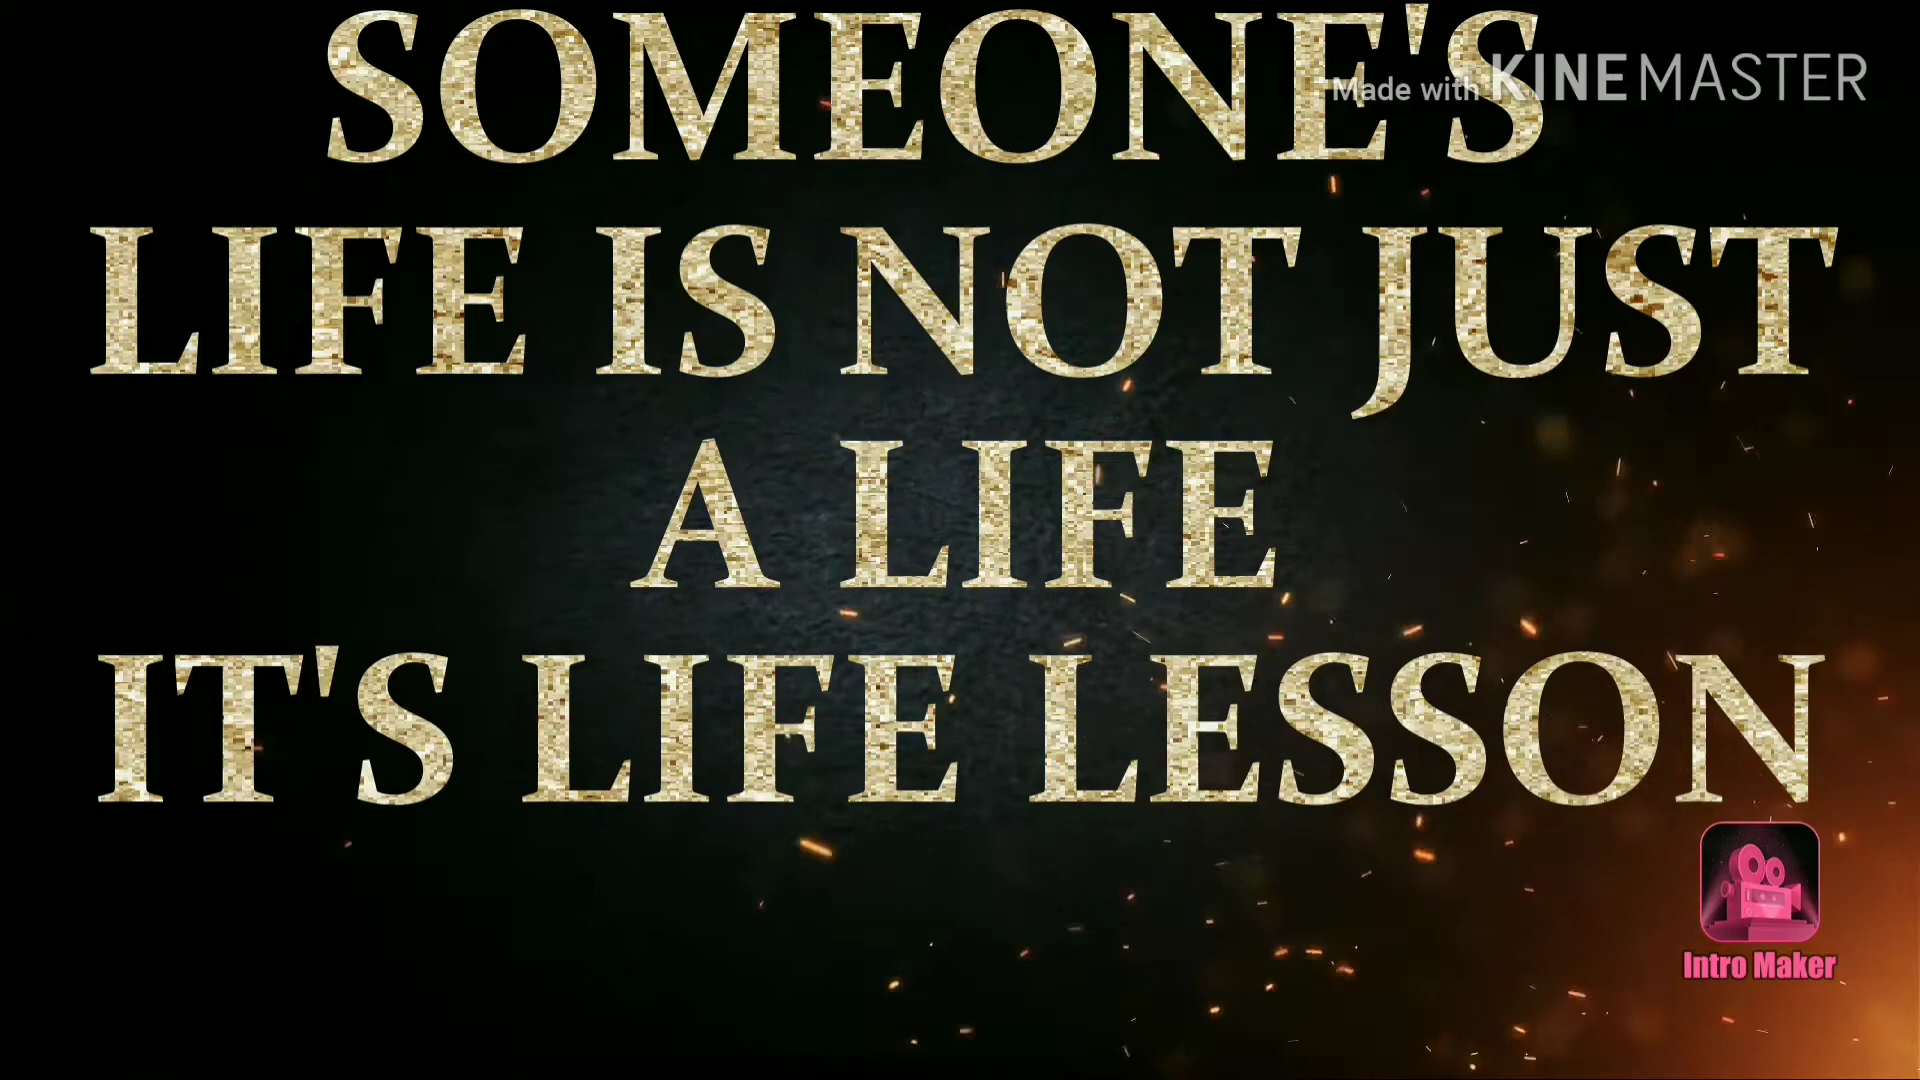 SOMEONE'S
Made with KINEMASTER
LIFE IS NOT JUST
A LIFE
IT'S LIFE LESSON
Intro Maker